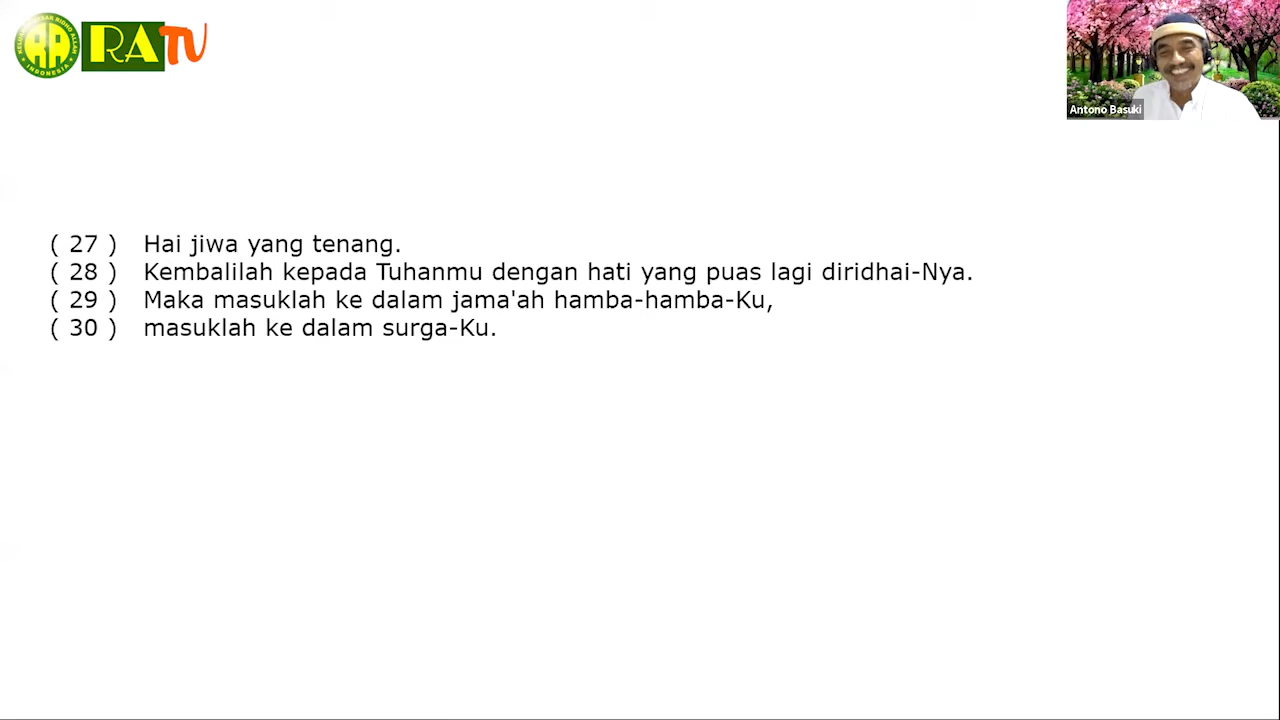 RA TV
Antono Basuki
( 27 ) Hai jiwa yang tenang.
( 28 ) Kembalilah kepada Tuhanmu dengan hati yang puas lagi diridhai-Nya.
( 29 ) Maka masuklah ke dalam jama'ah hamba-hamba-Ku,
( 30 ) masuklah ke dalam surga-Ku.